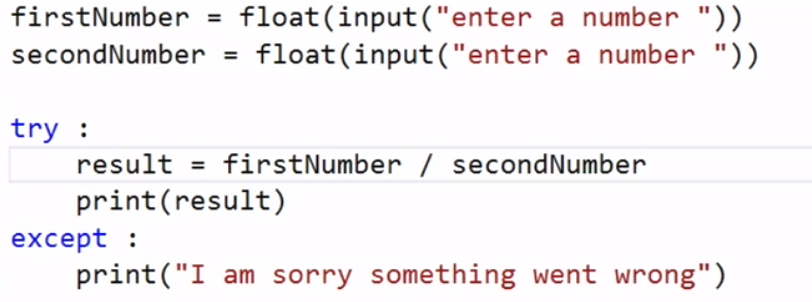 firstNumber = float(input("enter a number "))
secondNumber = float(input("enter a number "))
try :
    result = firstNumber / secondNumber
    print(result)
except :
    print("I am sorry something went wrong")